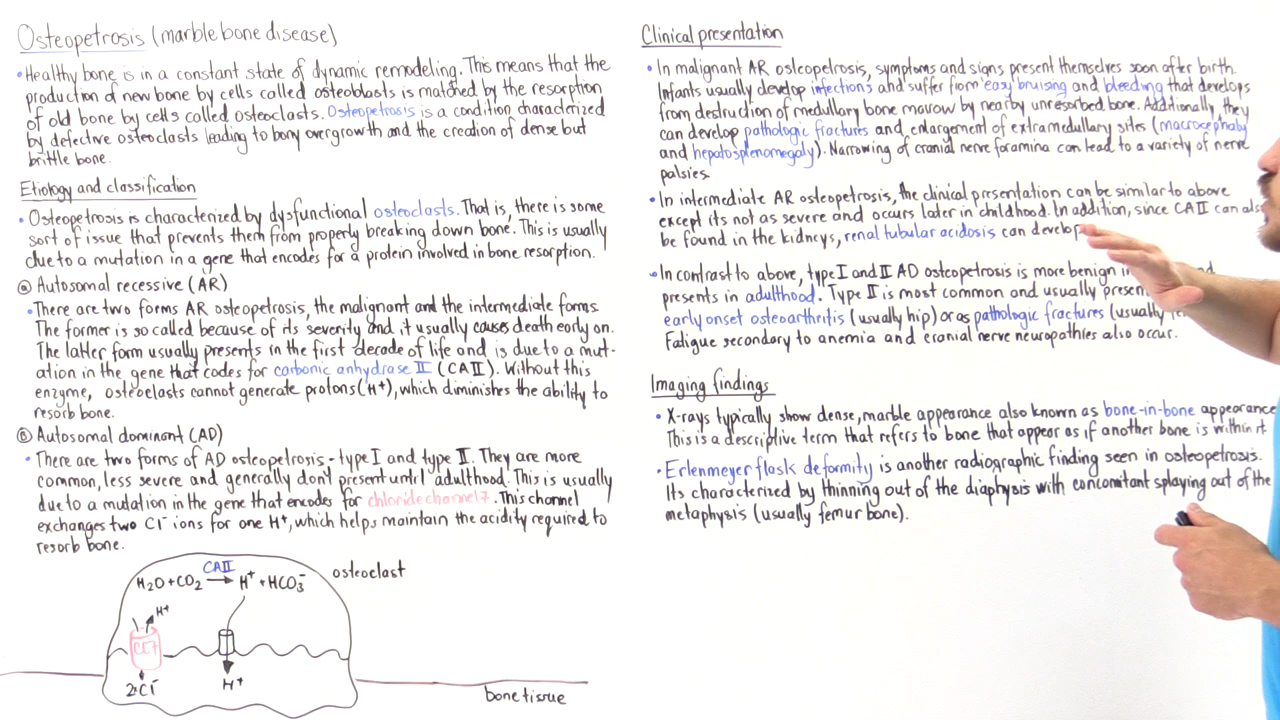 Osteopetrosis (marble bone disease)
• Healthy bone is in a constant state of dynamic remodeling. This means that the
production of new bone by cells called osteoblasts is matched by the resorption
of old bone by cells called osteoclasts. Osteopetrosis is a condition characterized
by defective osteoclasts leading to bony overgrowth and the creation of dense but
brittle bone.
Etiology and classification
• Osteopetrosis is characterized by dysfunctional osteoclasts. That is, there is some
sort of issue that prevents them from properly breaking down bone. This is usually
due to a mutation in a gene that encodes for a protein involved in bone resorption.
ⓐ Autosomal recessive (AR)
• There are two forms AR osteopetrosis, the malignant and the intermediate forms.
The former is so called because of its severity and it usually causes death early on.
The latter form usually presents in the first decade of life and is due to a mut-
ation in the gene that codes for carbonic anhydrase II (CAII). Without this
enzyme, osteoclasts cannot generate protons (H⁺), which diminishes the ability to
resorb bone.
ⓑ Autosomal dominant (AD)
• There are two forms of AD osteopetrosis - type I and type II. They are more
common, less severe and generally don't present until adulthood. This is usually
due to a mutation in the gene that encodes for chloride channel 7. This channel
exchanges two Cl⁻ ions for one H⁺, which helps maintain the acidity required to
resorb bone.
CAII
H₂O + CO₂ → H⁺ + HCO₃⁻
osteoclast
H⁺
ClC7
2Cl⁻
H⁺
bone tissue
Clinical presentation
• In malignant AR osteopetrosis, symptoms and signs present themselves soon after birth.
Infants usually develop infections and suffer from easy bruising and bleeding that develops
from destruction of medullary bone marrow by nearby unresorbed bone. Additionally, they
can develop pathologic fractures and enlargement of extramedullary sites (macrocephaly
and hepatosplenomegaly). Narrowing of cranial nerve foramina can lead to a variety of nerve
palsies.
• In intermediate AR osteopetrosis, the clinical presentation can be similar to above
except its not as severe and occurs later in childhood. In addition, since CAII can als
be found in the kidneys, renal tubular acidosis can develop
• In contrast to above, type I and II AD osteopetrosis is more benign
presents in adulthood. Type II is most common and usually presen
early onset osteoarthritis (usually hip) or as pathologic fractures (usually
Fatigue secondary to anemia and cranial nerve neuropathies also occur.
Imaging findings
• X-rays typically show dense, marble appearance also known as bone-in-bone appearance
This is a descriptive term that refers to bone that appear as if another bone is within it.
• Erlenmeyer flask deformity is another radiographic finding seen in osteopetrosis.
Its characterized by thinning out of the diaphysis with concomitant splaying out of the
metaphysis (usually femur bone).